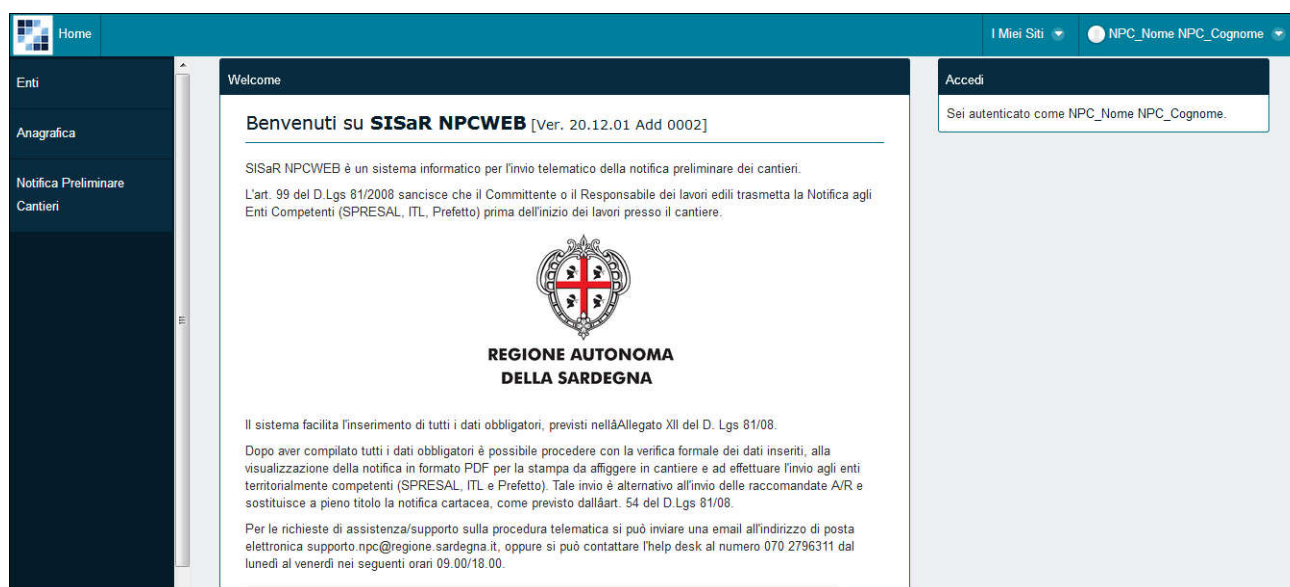 Home
I Miei Siti
NPC_Nome NPC_Cognome
Enti
Anagrafica
Notifica Preliminare
Cantieri
Welcome
Benvenuti su SISaR NPCWEB [Ver. 20.12.01 Add 0002]
SISaR NPCWEB è un sistema informatico per l'invio telematico della notifica preliminare dei cantieri.
L'art. 99 del D.Lgs 81/2008 sancisce che il Committente o il Responsabile dei lavori edili trasmetta la Notifica agli
Enti Competenti (SPRESAL, ITL, Prefetto) prima dell'inizio dei lavori presso il cantiere.
REGIONE AUTONOMA
DELLA SARDEGNA
Il sistema facilita l'inserimento di tutti i dati obbligatori, previsti nellâAllegato XII del D. Lgs 81/08.
Dopo aver compilato tutti i dati obbligatori è possibile procedere con la verifica formale dei dati inseriti, alla
visualizzazione della notifica in formato PDF per la stampa da affiggere in cantiere e ad effettuare l'invio agli enti
territorialmente competenti (SPRESAL, ITL e Prefetto). Tale invio è alternativo all'invio delle raccomandate A/R e
sostituisce a pieno titolo la notifica cartacea, come previsto dallâart. 54 del D.Lgs 81/08.
Per le richieste di assistenza/supporto sulla procedura telematica si può inviare una email all'indirizzo di posta
elettronica supporto.npc@regione.sardegna.it, oppure si può contattare l'help desk al numero 070 2796311 dal
lunedì al venerdì nei seguenti orari 09.00/18.00.
Accedi
Sei autenticato come NPC_Nome NPC_Cognome.